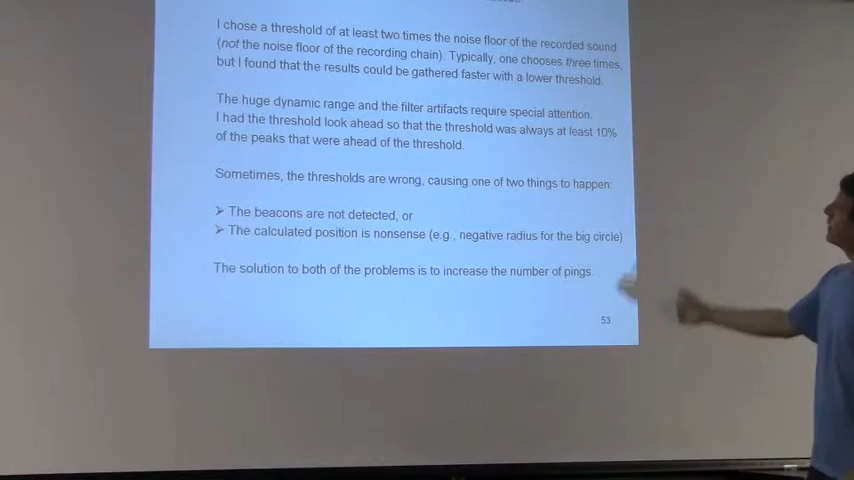 I chose a threshold of at least two times the noise floor of the recorded sound
(not the noise floor of the recording chain). Typically, one chooses three times,
but I found that the results could be gathered faster with a lower threshold.
The huge dynamic range and the filter artifacts require special attention.
I had the threshold look ahead so that the threshold was always at least 10%
of the peaks that were ahead of the threshold.
Sometimes, the thresholds are wrong, causing one of two things to happen:
➢ The beacons are not detected, or
➢ The calculated position is nonsense (e.g., negative radius for the big circle)
The solution to both of the problems is to increase the number of pings.
53